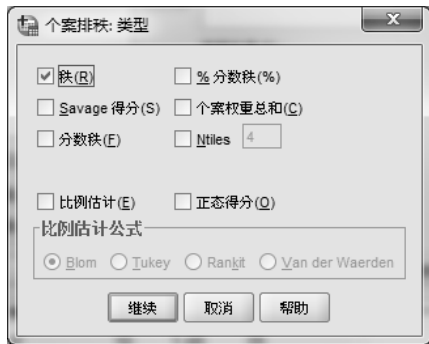 个案排秩: 类型
秩(R) % 分数秩(%)
Savage 得分(S) 个案权重总和(C)
分数秩(F) Ntiles 4
比例估计(E) 正态得分(O)
比例估计公式
Blom Tukey Rankit Van der Waerden
继续 取消 帮助